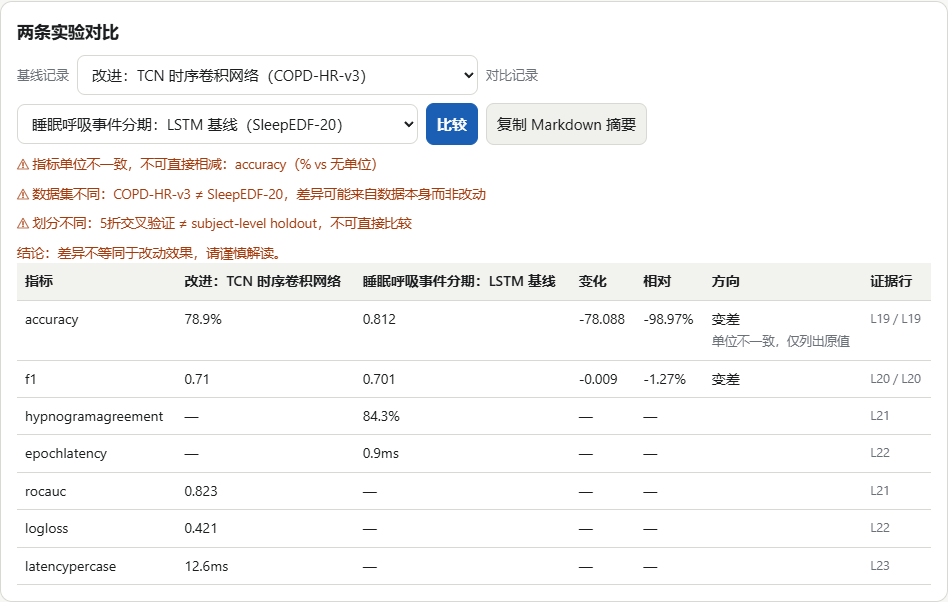 两条实验对比
基线记录 改进：TCN 时序卷积网络（COPD-HR-v3） 对比记录
睡眠呼吸事件分期：LSTM 基线（SleepEDF-20） 比较 复制 Markdown 摘要
⚠ 指标单位不一致，不可直接相减：accuracy（% vs 无单位）
⚠ 数据集不同：COPD-HR-v3 ≠ SleepEDF-20，差异可能来自数据本身而非改动
⚠ 划分不同：5折交叉验证 ≠ subject-level holdout，不可直接比较
结论：差异不等同于改动效果，请谨慎解读。
指标 改进：TCN 时序卷积网络 睡眠呼吸事件分期：LSTM 基线 变化 相对 方向 证据行
accuracy 78.9% 0.812 -78.088 -98.97% 变差 L19 / L19
单位不一致，仅列出原值
f1 0.71 0.701 -0.009 -1.27% 变差 L20 / L20
hypnogramagreement — 84.3% — — L21
epochlatency — 0.9ms — — L22
rocauc 0.823 — — — L21
logloss 0.421 — — — L22
latencypercase 12.6ms — — — L23